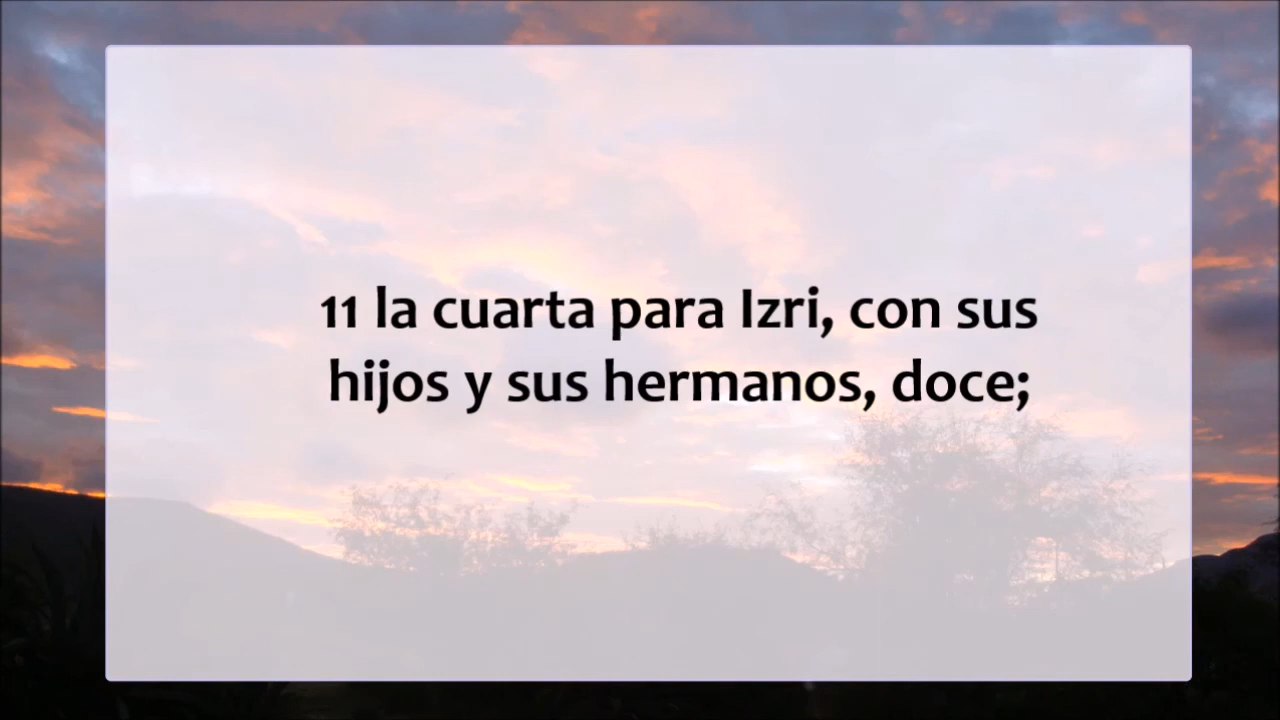 11 la cuarta para Izri, con sus
hijos y sus hermanos, doce;